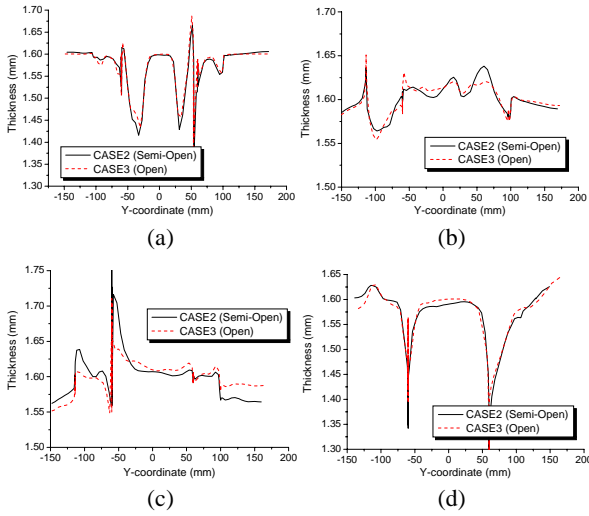 1.70
1.65
1.60
1.55
1.50
1.45
1.40
1.35
1.30
Thickness (mm)
CASE2 (Semi-Open)
CASE3 (Open)
-200 -150 -100 -50 0 50 100 150 200
Y-coordinate (mm)
(a)
1.70
1.60
1.50
Thickness (mm)
CASE2 (Semi-Open)
CASE3 (Open)
-150 -100 -50 0 50 100 150 200
Y-coordinate (mm)
(b)
1.75
1.70
1.65
1.60
1.55
1.50
Thickness (mm)
CASE2 (Semi-Open)
CASE3 (Open)
-150 -100 -50 0 50 100 150 200
Y-coordinate (mm)
(c)
1.65
1.60
1.55
1.50
1.45
1.40
1.35
1.30
Thickness (mm)
CASE2 (Semi-Open)
CASE3 (Open)
-150 -100 -50 0 50 100 150 200
Y-coordinate (mm)
(d)